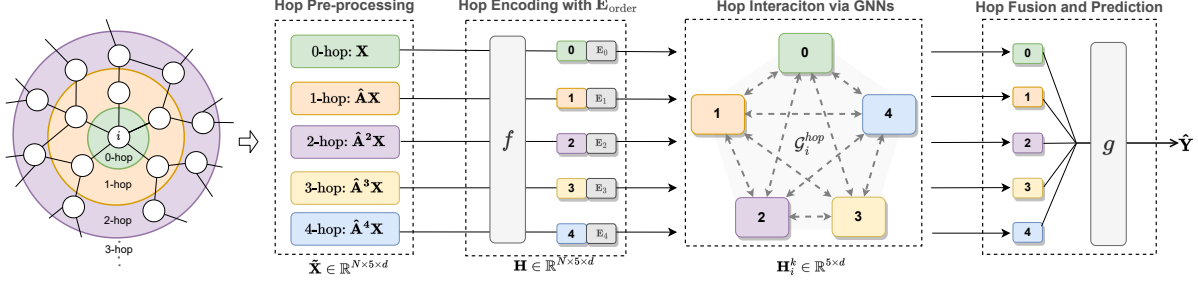 Hop Pre-processing
Hop Encoding with E_order
Hop Interaciton via GNNs
Hop Fusion and Prediction
i
0-hop
1-hop
2-hop
3-hop
0-hop: X
1-hop: ÂX
2-hop: Â²X
3-hop: Â³X
4-hop: Â⁴X
X̃ ∈ ℝ^{N×5×d}
f
0 E₀
1 E₁
2 E₂
3 E₃
4 E₄
H ∈ ℝ^{N×5×d}
0
1
4
𝒢_i^{hop}
2
3
H_i^k ∈ ℝ^{5×d}
0
1
2
3
4
g
Ŷ